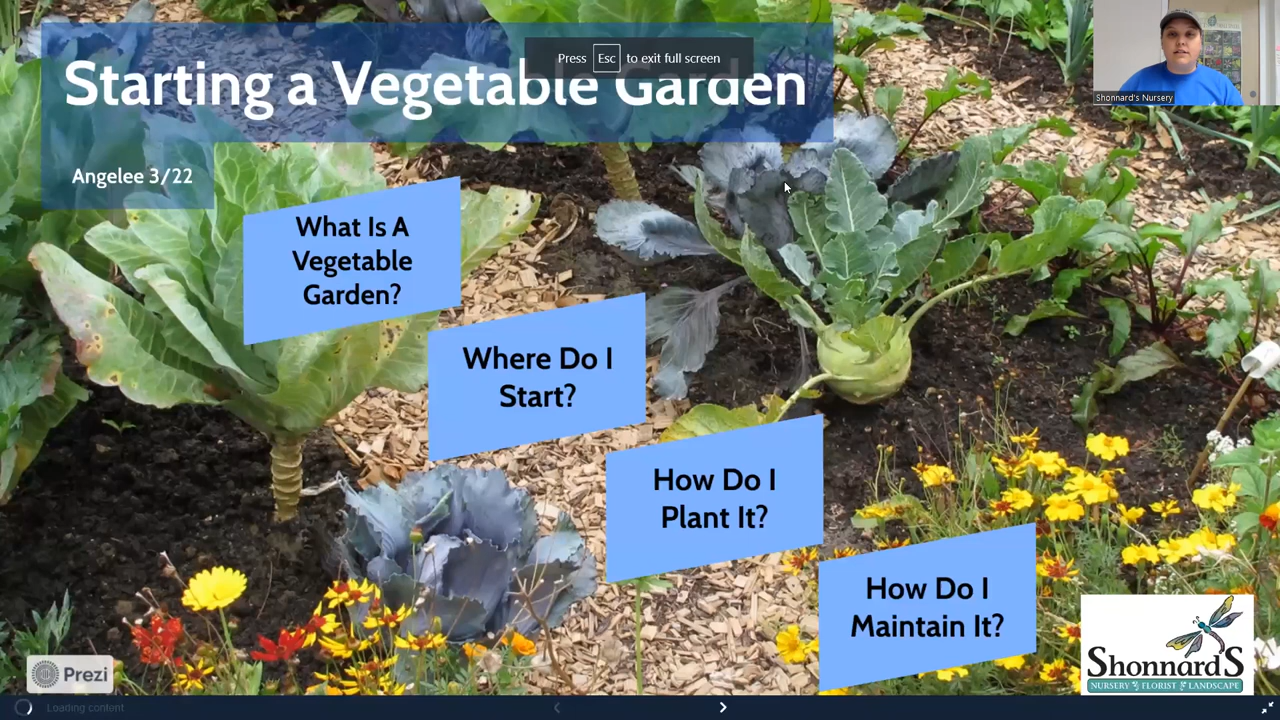 Starting a Vegetable Garden
Press Esc to exit full screen
Shonnard's Nursery
Angelee 3/22
What Is A
Vegetable
Garden?
Where Do I
Start?
How Do I
Plant It?
How Do I
Maintain It?
Prezi
SHONNARD'S
NURSERY FLORIST LANDSCAPE
Loading content